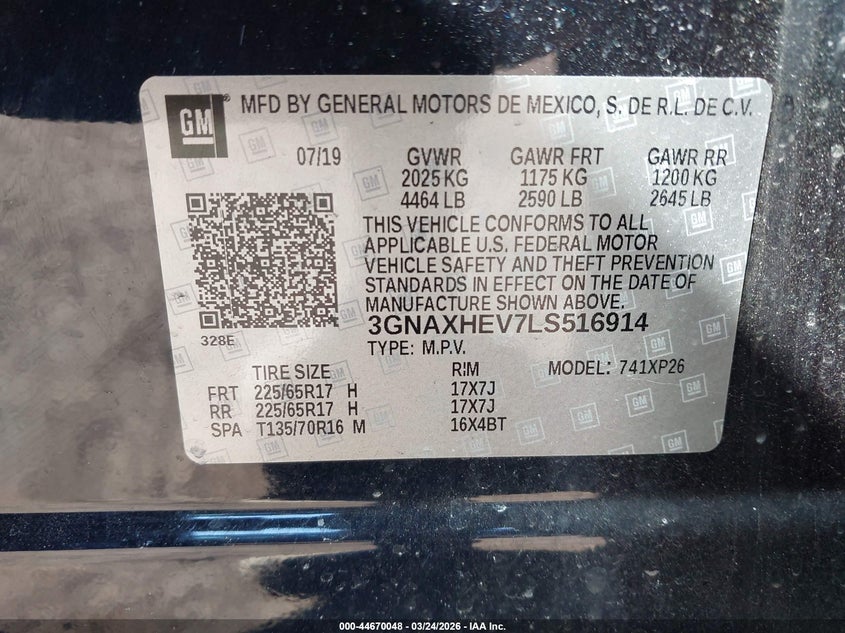 GM
MFD BY GENERAL MOTORS DE MEXICO, S. DE R.L. DE C.V.
07/19 GVWR GAWR FRT GAWR RR
2025 KG 1175 KG 1200 KG
4464 LB 2590 LB 2645 LB
THIS VEHICLE CONFORMS TO ALL
APPLICABLE U.S. FEDERAL MOTOR
VEHICLE SAFETY AND THEFT PREVENTION
STANDARDS IN EFFECT ON THE DATE OF
MANUFACTURE SHOWN ABOVE.
3GNAXHEV7LS516914
328E
TYPE: M.P.V.
TIRE SIZE RIM MODEL: 741XP26
FRT 225/65R17 H 17X7J
RR 225/65R17 H 17X7J
SPA T135/70R16 M 16X4BT
000-44670048 - 03/24/2026 - IAA Inc.